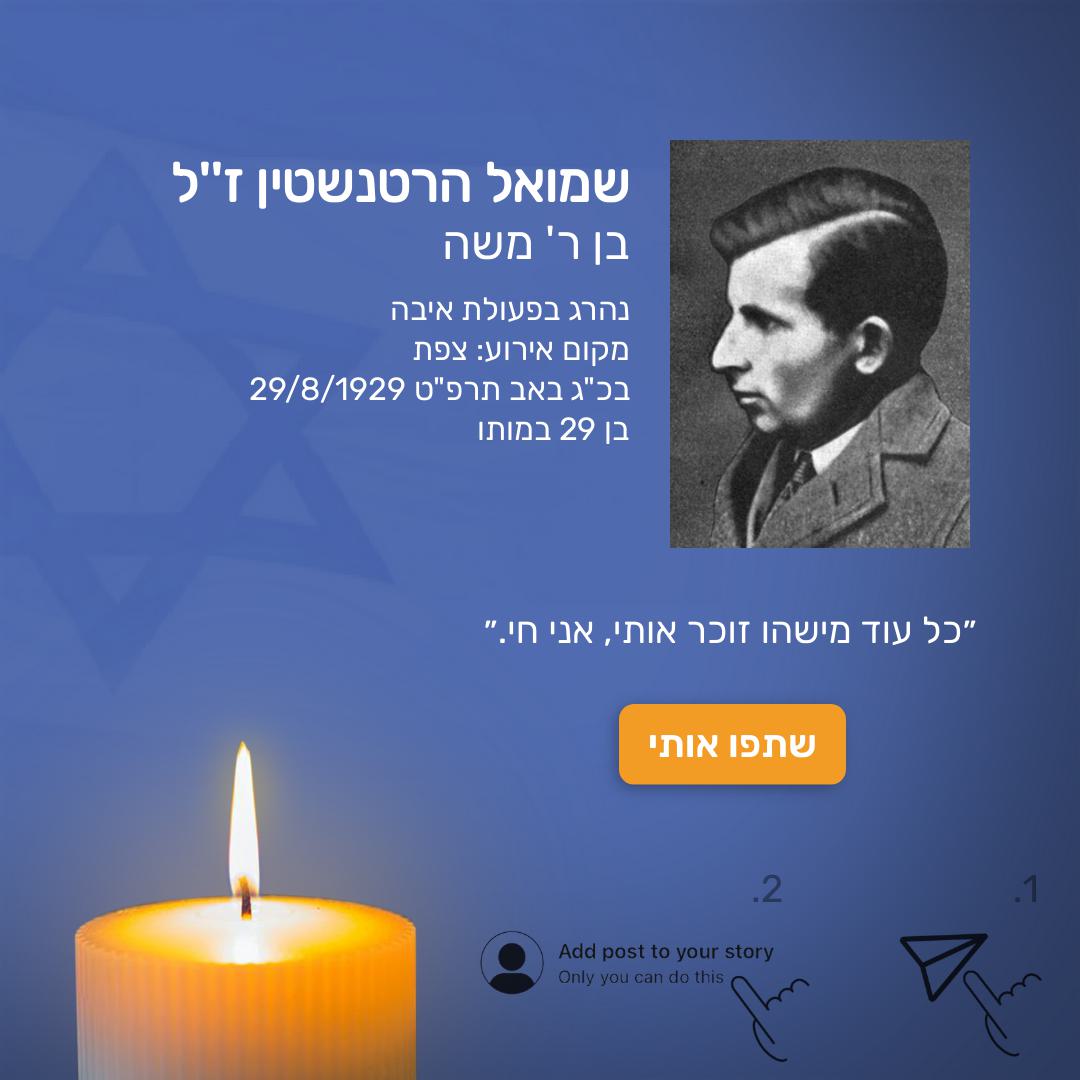 שמואל הרטנשטין ז"ל
בן ר' משה
נהרג בפעולת איבה
מקום אירוע: צפת
בכ"ג באב תרפ"ט 29/8/1929
בן 29 במותו
״כל עוד מישהו זוכר אותי, אני חי.״
שתפו אותי
1.
2.
Add post to your story
Only you can do this